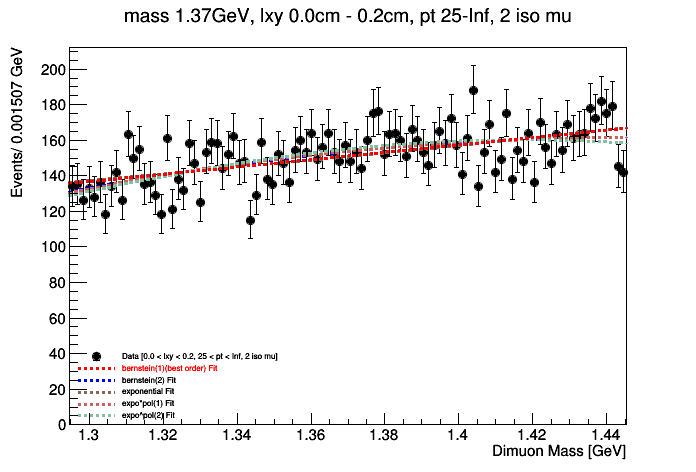 mass 1.37GeV, lxy 0.0cm - 0.2cm, pt 25-Inf, 2 iso mu
Events/ 0.001507 GeV
200
180
160
140
120
100
80
60
40
20
0
Data [0.0 < lxy < 0.2, 25 < pt < Inf, 2 iso mu]
bernstein(1)(best order) Fit
bernstein(2) Fit
exponential Fit
expo*pol(1) Fit
expo^pol(2) Fit
1.3 1.32 1.34 1.36 1.38 1.4 1.42 1.44
Dimuon Mass [GeV]